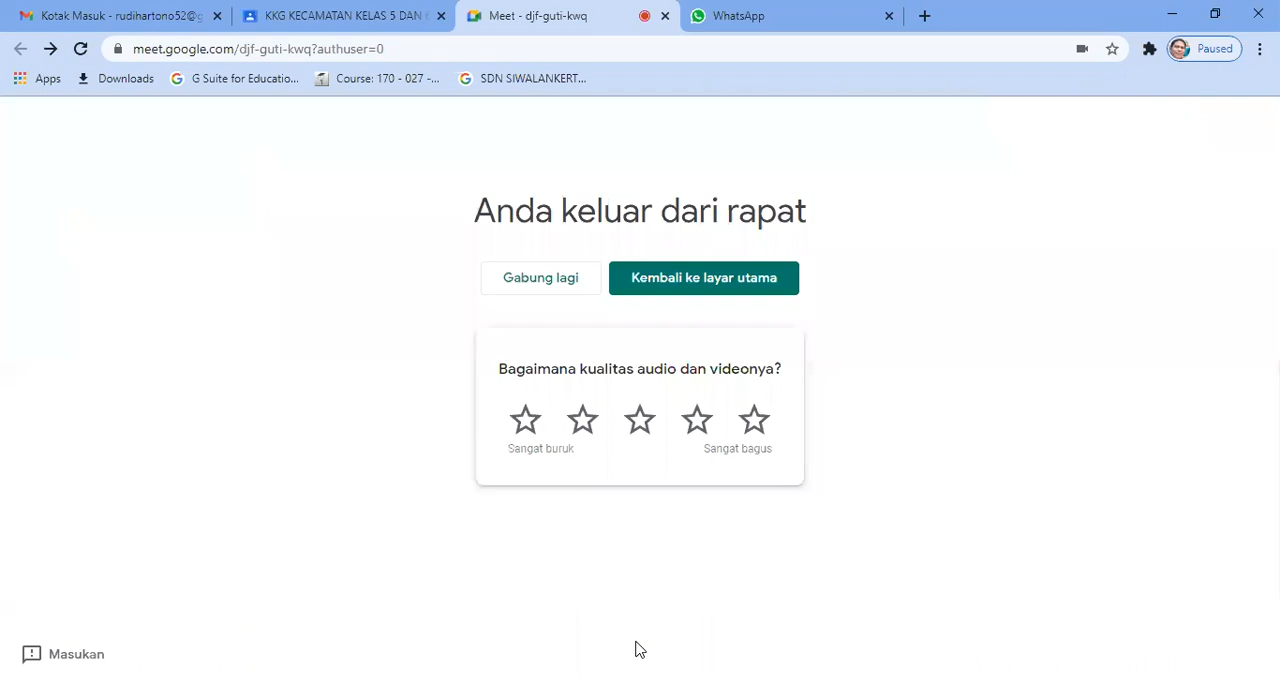 Kotak Masuk - rudihartono52@g
KKG KECAMATAN KELAS 5 DAN 6
Meet - djf-guti-kwq
WhatsApp
meet.google.com/djf-guti-kwq?authuser=0
Paused
Apps
Downloads
G Suite for Educatio...
Course: 170 - 027 -...
SDN SIWALANKERT...
Anda keluar dari rapat
Gabung lagi
Kembali ke layar utama
Bagaimana kualitas audio dan videonya?
Sangat buruk
Sangat bagus
Masukan